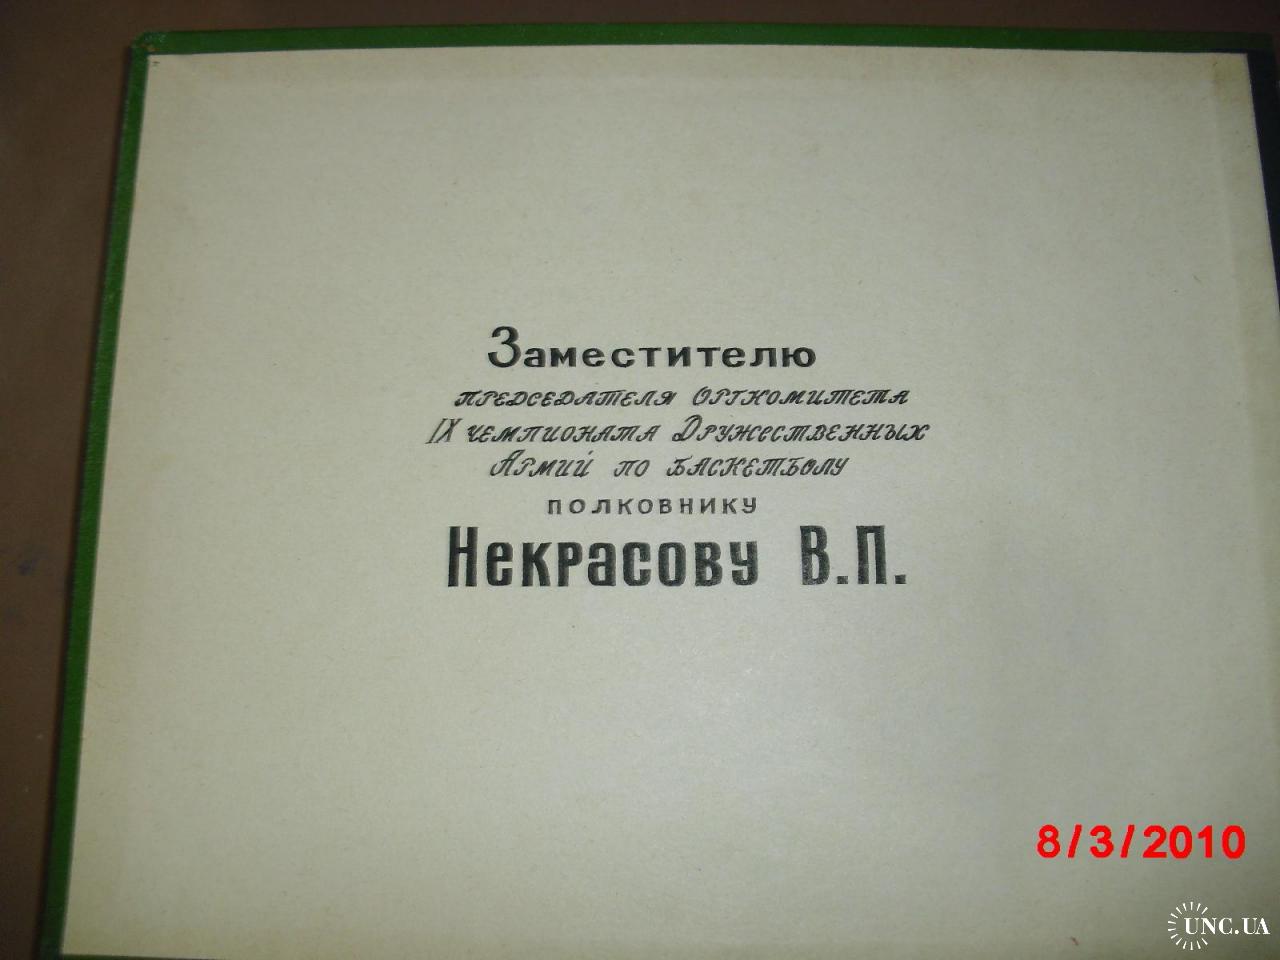 Заместителю
председателя Оргкомитета
IX чемпионата Дружественных
Армий по баскетболу
полковнику
Некрасову В.П.
8/3/2010
UNC.UA